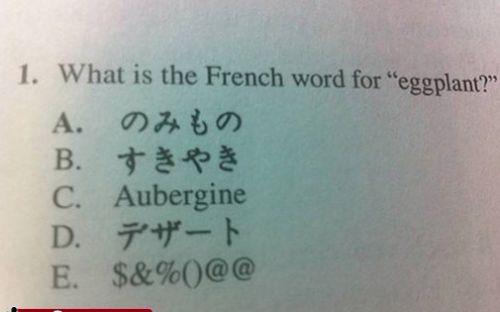 1. What is the French word for “eggplant?”
A. のみもの
B. すきやき
C. Aubergine
D. デザート
E. $&%()@@